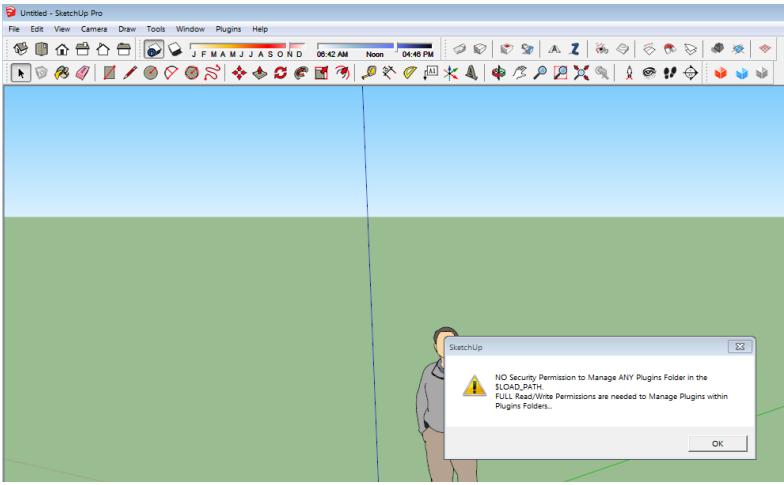 Untitled - SketchUp Pro
File Edit View Camera Draw Tools Window Plugins Help
J F M A M J J A S O N D 06:42 AM Noon 04:46 PM
A1
SketchUp
NO Security Permission to Manage ANY Plugins Folder in the
$LOAD_PATH.
FULL Read/Write Permissions are needed to Manage Plugins within
Plugins Folders..
OK